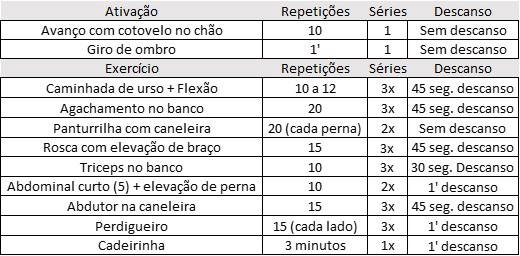 Ativação Repetições Séries Descanso
Avanço com cotovelo no chão 10 1 Sem descanso
Giro de ombro 1' 1 Sem descanso
Exercício Repetições Séries Descanso
Caminhada de urso + Flexão 10 a 12 3x 45 seg. descanso
Agachamento no banco 20 3x 45 seg. descanso
Panturrilha com caneleira 20 (cada perna) 2x Sem descanso
Rosca com elevação de braço 15 3x 45 seg. descanso
Triceps no banco 10 3x 30 seg. Descanso
Abdominal curto (5) + elevação de perna 10 2x 1' descanso
Abdutor na caneleira 15 3x 45 seg. descanso
Perdigueiro 15 (cada lado) 3x 1' descanso
Cadeirinha 3 minutos 1x 1' descanso